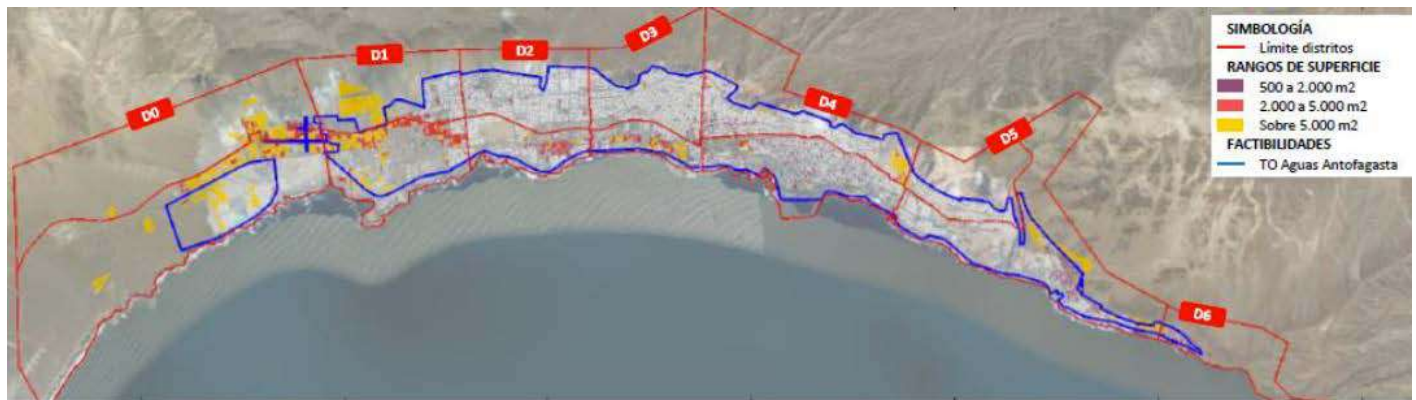 SIMBOLOGÍA
Límite distritos
RANGOS DE SUPERFICIE
500 a 2.000 m2
2.000 a 5.000 m2
Sobre 5.000 m2
FACTIBILIDADES
TO Aguas Antofagasta
D0
D1
D2
D3
D4
D5
D6